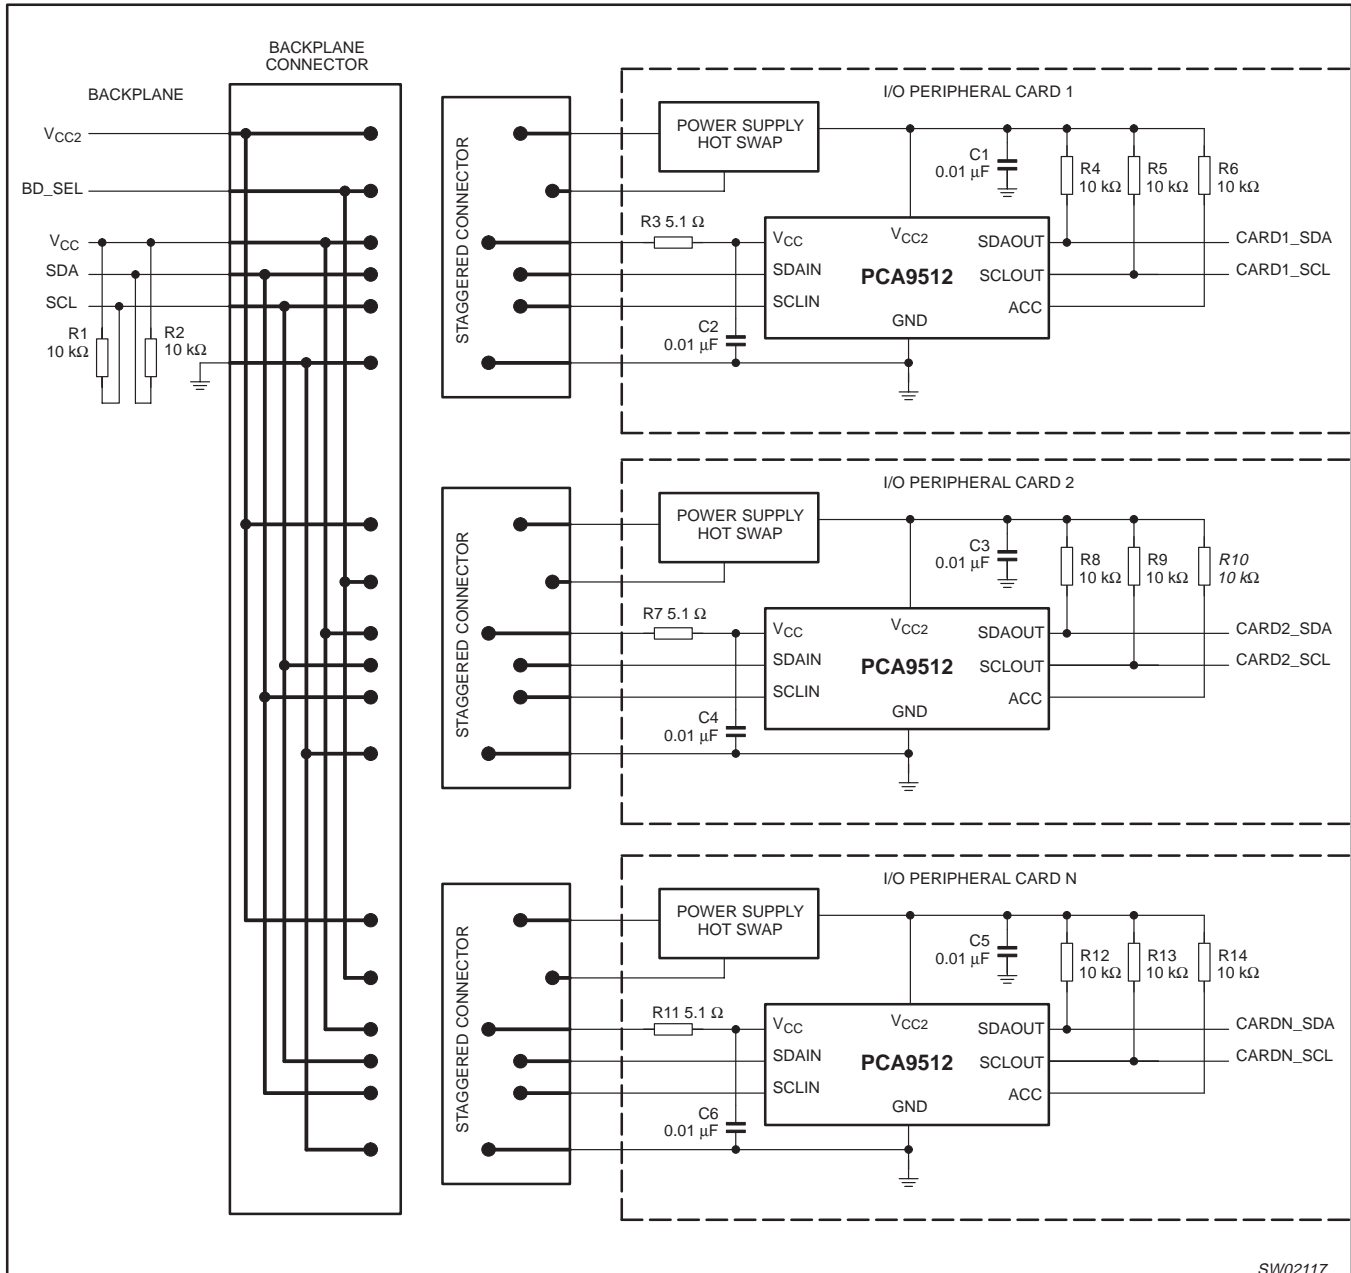 BACKPLANE
CONNECTOR
BACKPLANE
VCC2
BD_SEL
VCC
SDA
SCL
R1
10 kΩ
R2
10 kΩ
STAGGERED CONNECTOR
I/O PERIPHERAL CARD 1
POWER SUPPLY
HOT SWAP
C1
0.01 µF
R4
10 kΩ
R5
10 kΩ
R6
10 kΩ
R3 5.1 Ω
VCC
VCC2
SDAOUT
CARD1_SDA
SDAIN
PCA9512
SCLOUT
CARD1_SCL
SCLIN
ACC
GND
C2
0.01 µF
STAGGERED CONNECTOR
I/O PERIPHERAL CARD 2
POWER SUPPLY
HOT SWAP
C3
0.01 µF
R8
10 kΩ
R9
10 kΩ
R10
10 kΩ
R7 5.1 Ω
VCC
VCC2
SDAOUT
CARD2_SDA
SDAIN
PCA9512
SCLOUT
CARD2_SCL
SCLIN
ACC
GND
C4
0.01 µF
STAGGERED CONNECTOR
I/O PERIPHERAL CARD N
POWER SUPPLY
HOT SWAP
C5
0.01 µF
R12
10 kΩ
R13
10 kΩ
R14
10 kΩ
R11 5.1 Ω
VCC
VCC2
SDAOUT
CARDN_SDA
SDAIN
PCA9512
SCLOUT
CARDN_SCL
SCLIN
ACC
GND
C6
0.01 µF
SW02117